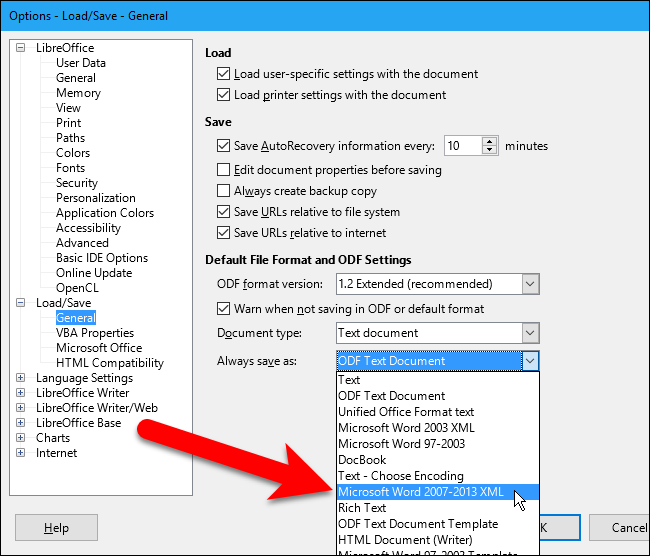 Options - Load/Save - General
LibreOffice
User Data
General
Memory
View
Print
Paths
Colors
Fonts
Security
Personalization
Application Colors
Accessibility
Advanced
Basic IDE Options
Online Update
OpenCL
Load/Save
General
VBA Properties
Microsoft Office
HTML Compatibility
Language Settings
LibreOffice Writer
LibreOffice Writer/Web
LibreOffice Base
Charts
Internet
Load
Load user-specific settings with the document
Load printer settings with the document
Save
Save AutoRecovery information every: 10 minutes
Edit document properties before saving
Always create backup copy
Save URLs relative to file system
Save URLs relative to internet
Default File Format and ODF Settings
ODF format version: 1.2 Extended (recommended)
Warn when not saving in ODF or default format
Document type: Text document
Always save as: ODF Text Document
Text
ODF Text Document
Unified Office Format text
Microsoft Word 2003 XML
Microsoft Word 97-2003
DocBook
Text - Choose Encoding
Microsoft Word 2007-2013 XML
Rich Text
ODF Text Document Template
HTML Document (Writer)
Microsoft Word 97-2003 Template
Help
K
Cancel